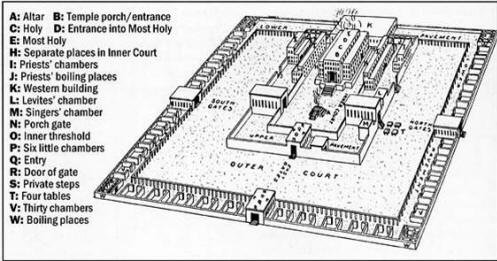 A: Altar B: Temple porch/entrance
C: Holy D: Entrance into Most Holy
E: Most Holy
H: Separate places in Inner Court
I: Priests' chambers
J: Priests' boiling places
K: Western building
L: Levites' chamber
M: Singers' chamber
N: Porch gate
O: Inner threshold
P: Six little chambers
Q: Entry
R: Door of gate
S: Private steps
T: Four tables
V: Thirty chambers
W: Boiling places
LOWER
K
PAVEMENT
SOUTH
GATES
NORTH
GATES
UPPER
PAVEMENT
OUTER COURT